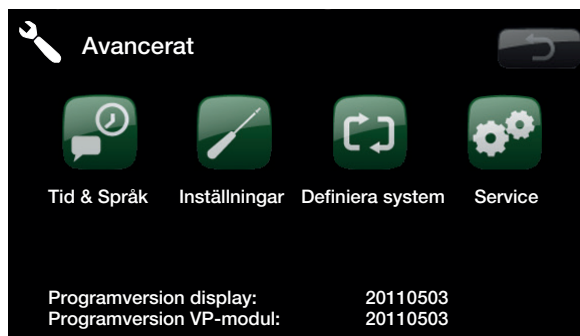 Avancerat
Tid & Språk Inställningar Definiera system Service
Programversion display: 20110503
Programversion VP-modul: 20110503